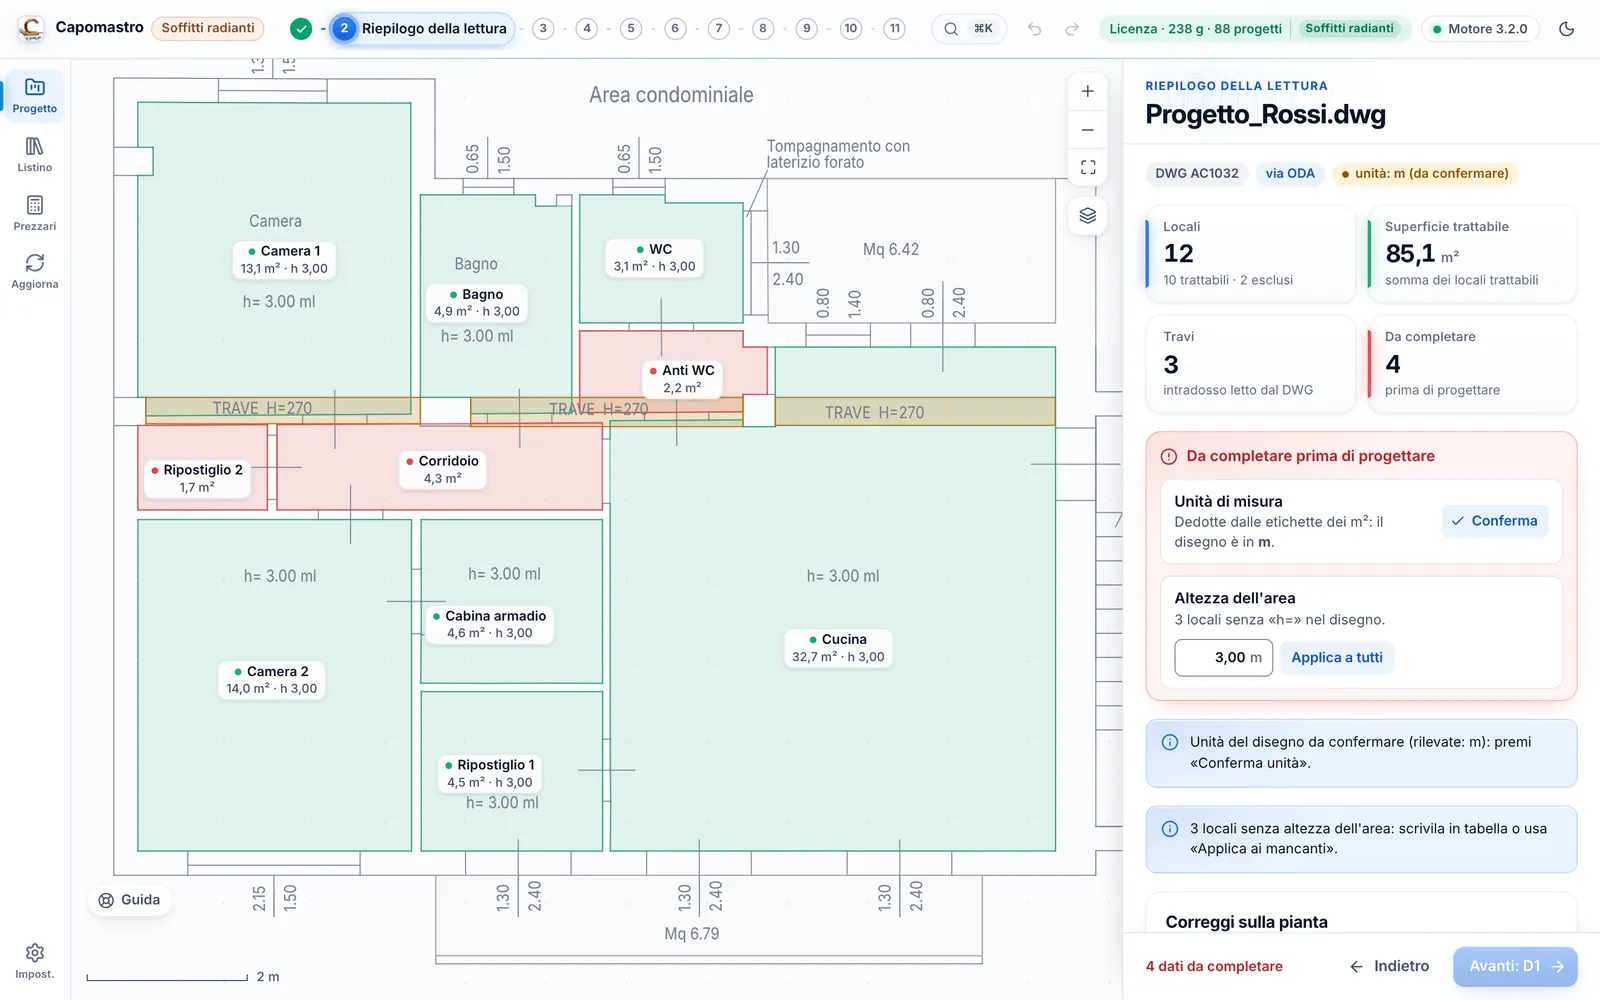 Capomastro
Soffitti radianti
2 Riepilogo della lettura
3
4
5
6
7
8
9
10
11
⌘K
Licenza · 238 g · 88 progetti
Soffitti radianti
Motore 3.2.0
Progetto
Listino
Prezzari
Aggiorna
Impost.
Area condominiale
Tompagnamento con
laterizio forato
0.65
1.50
0.65
1.50
Camera
Camera 1
13,1 m² · h 3,00
h= 3.00 ml
Bagno
Bagno
4,9 m² · h 3,00
h= 3.00 ml
WC
3,1 m² · h 3,00
1.30
2.40
Mq 6.42
0.80
1.40
0.80
2.40
Anti WC
2,2 m²
TRAVE H=270
TRAVE H=270
TRAVE H=270
Ripostiglio 2
1,7 m²
Corridoio
4,3 m²
h= 3.00 ml
h= 3.00 ml
h= 3.00 ml
Cabina armadio
4,6 m² · h 3,00
Cucina
32,7 m² · h 3,00
Camera 2
14,0 m² · h 3,00
Ripostiglio 1
4,5 m² · h 3,00
h= 3.00 ml
2.15
1.50
1.30
2.40
1.30
2.40
1.30
2.40
Mq 6.79
Guida
2 m
RIEPILOGO DELLA LETTURA
Progetto_Rossi.dwg
DWG AC1032
via ODA
unità: m (da confermare)
Locali
12
10 trattabili · 2 esclusi
Superficie trattabile
85,1 m²
somma dei locali trattabili
Travi
3
intradosso letto dal DWG
Da completare
4
prima di progettare
Da completare prima di progettare
Unità di misura
Dedotte dalle etichette dei m²: il
disegno è in m.
Conferma
Altezza dell'area
3 locali senza «h=» nel disegno.
3,00 m
Applica a tutti
Unità del disegno da confermare (rilevate: m): premi
«Conferma unità».
3 locali senza altezza dell'area: scrivila in tabella o usa
«Applica ai mancanti».
Correggi sulla pianta
4 dati da completare
Indietro
Avanti: D1